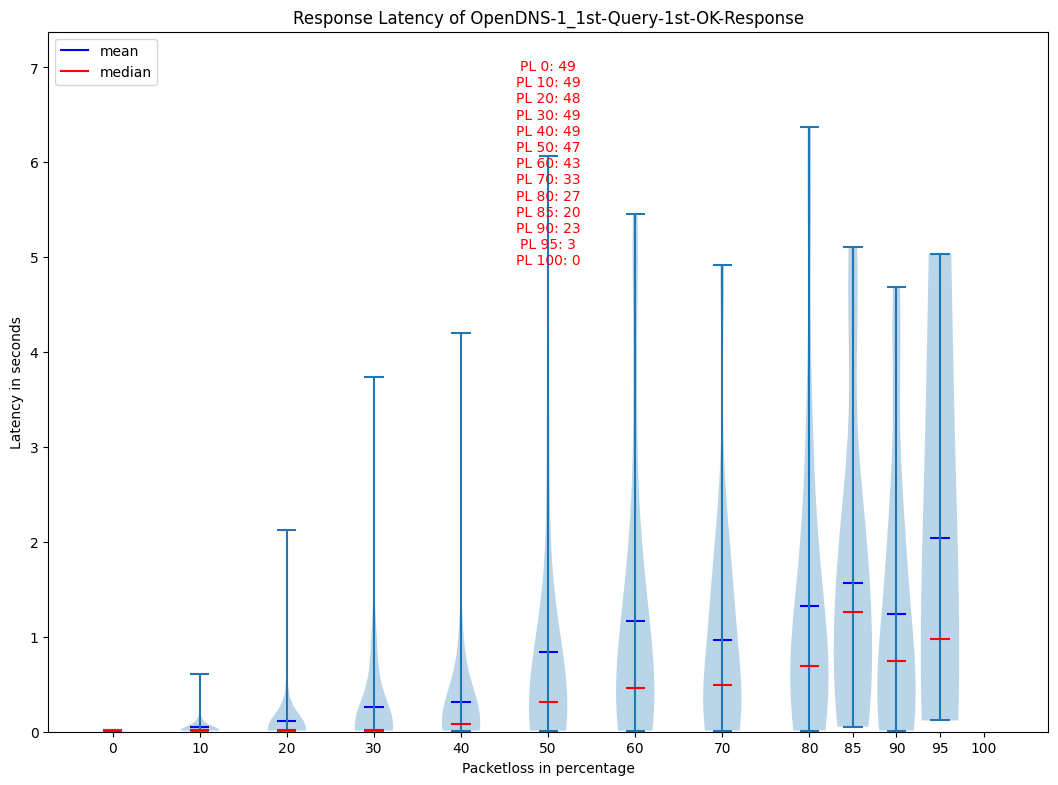 Response Latency of OpenDNS-1_1st-Query-1st-OK-Response
mean
median
PL 0: 49
PL 10: 49
PL 20: 48
PL 30: 49
PL 40: 49
PL 50: 47
PL 60: 43
PL 70: 33
PL 80: 27
PL 85: 20
PL 90: 23
PL 95: 3
PL 100: 0
7
6
5
4
3
2
1
0
Latency in seconds
0 10 20 30 40 50 60 70 80 85 90 95 100
Packetloss in percentage